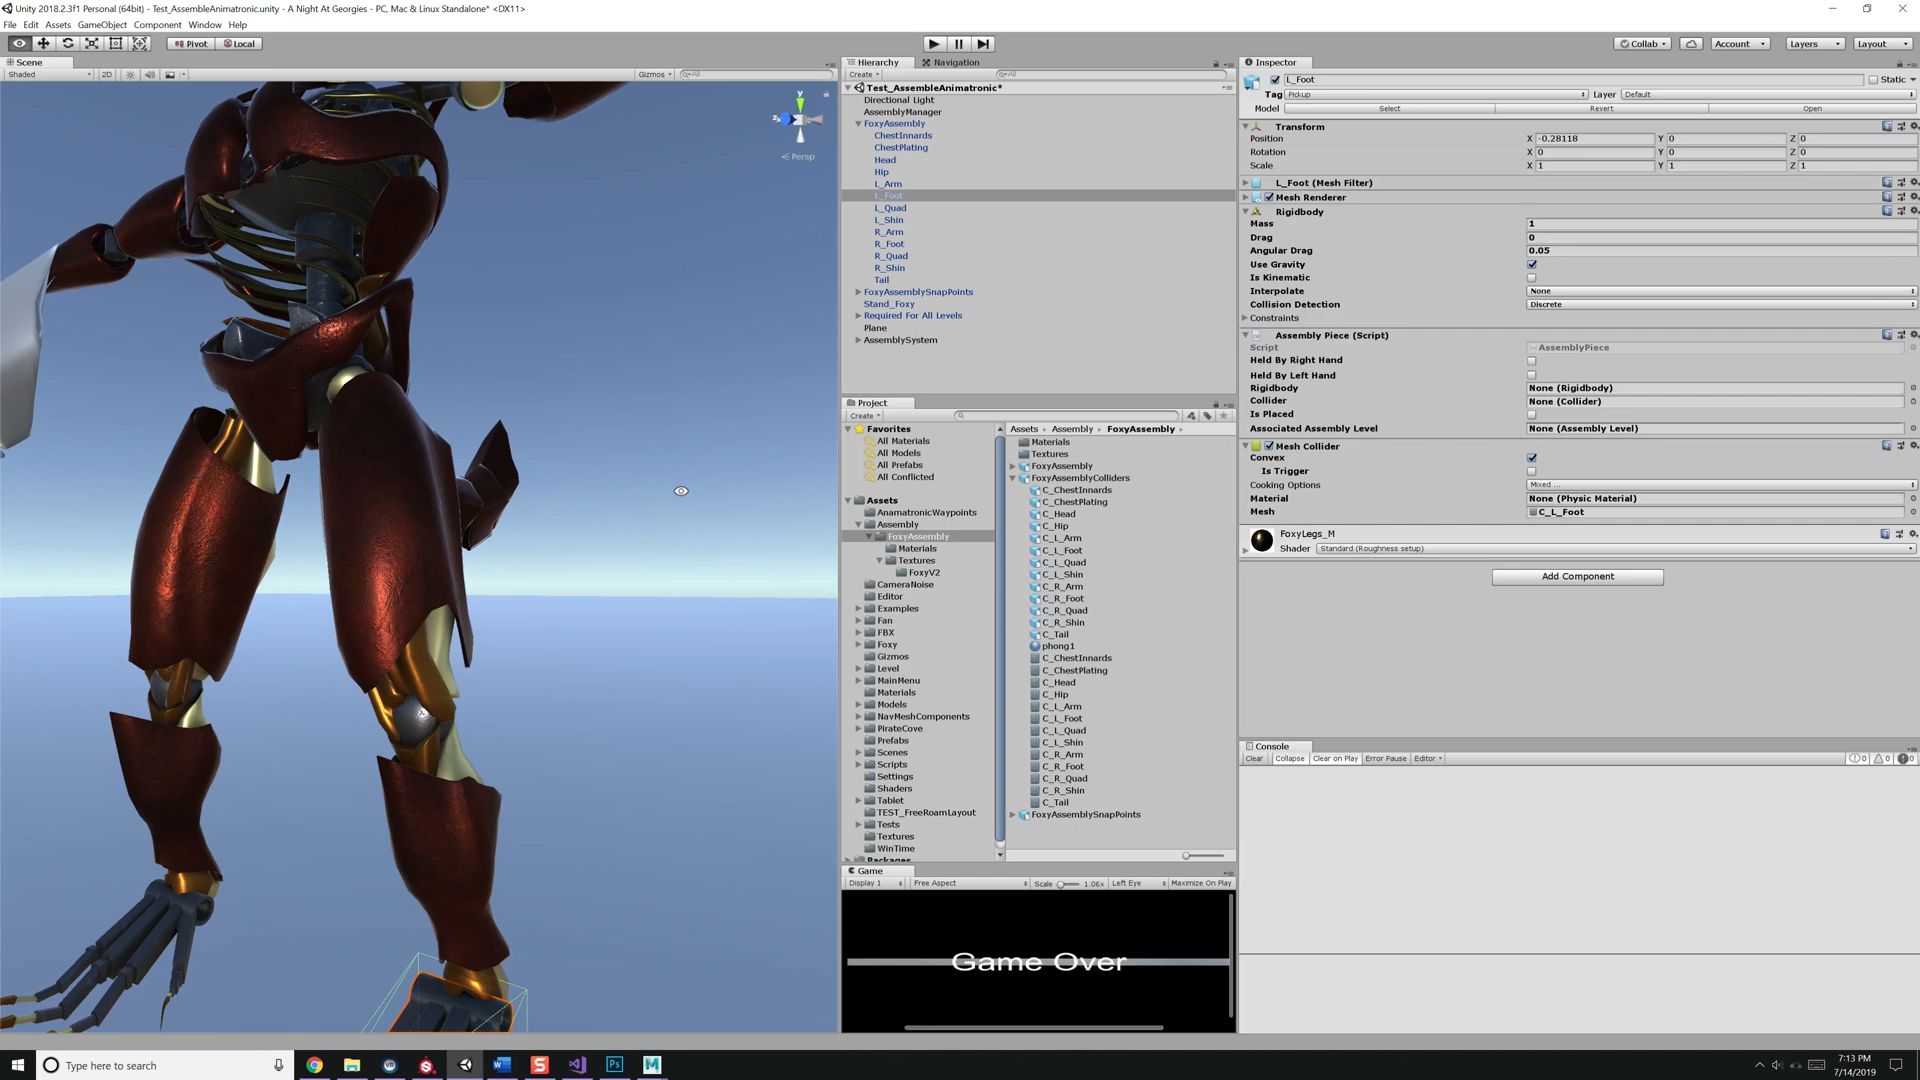 Unity 2018.2.3f1 Personal (64bit) - Test_AssembleAnimatronic.unity - A Night At Georgies - PC, Mac & Linux Standalone* <DX11>
File Edit Assets GameObject Component Window Help
Pivot Local
Collab Account Layers Layout
Scene
Shaded 2D Gizmos All
y
z
Persp
Hierarchy Navigation
Create All
Test_AssembleAnimatronic*
Directional Light
AssemblyManager
FoxyAssembly
ChestInnards
ChestPlating
Head
Hip
L_Arm
L_Foot
L_Quad
L_Shin
R_Arm
R_Foot
R_Quad
R_Shin
Tail
FoxyAssemblySnapPoints
Stand_Foxy
Required For All Levels
Plane
AssemblySystem
Project
Create
Favorites
All Materials
All Models
All Prefabs
All Conflicted
Assets
AnamatronicWaypoints
Assembly
FoxyAssembly
Materials
Textures
FoxyV2
CameraNoise
Editor
Examples
Fan
FBX
Foxy
Gizmos
Level
MainMenu
Materials
Models
NavMeshComponents
PirateCove
Prefabs
Scenes
Scripts
Settings
Shaders
Tablet
TEST_FreeRoamLayout
Tests
Textures
WinTime
Packages
Assets Assembly FoxyAssembly
Materials
Textures
FoxyAssembly
FoxyAssemblyColliders
C_ChestInnards
C_ChestPlating
C_Head
C_Hip
C_L_Arm
C_L_Foot
C_L_Quad
C_L_Shin
C_R_Arm
C_R_Foot
C_R_Quad
C_R_Shin
C_Tail
phong1
C_ChestInnards
C_ChestPlating
C_Head
C_Hip
C_L_Arm
C_L_Foot
C_L_Quad
C_L_Shin
C_R_Arm
C_R_Foot
C_R_Quad
C_R_Shin
C_Tail
FoxyAssemblySnapPoints
Game
Display 1 Free Aspect Scale 1.06x Left Eye Maximize On Play
Game Over
Inspector
L_Foot Static
Tag Pickup Layer Default
Model Select Revert Open
Transform
Position X -0.28118 Y 0 Z 0
Rotation X 0 Y 0 Z 0
Scale X 1 Y 1 Z 1
L_Foot (Mesh Filter)
Mesh Renderer
Rigidbody
Mass 1
Drag 0
Angular Drag 0.05
Use Gravity
Is Kinematic
Interpolate None
Collision Detection Discrete
Constraints
Assembly Piece (Script)
Script AssemblyPiece
Held By Right Hand
Held By Left Hand
Rigidbody None (Rigidbody)
Collider None (Collider)
Is Placed
Associated Assembly Level None (Assembly Level)
Mesh Collider
Convex
Is Trigger
Cooking Options Mixed ...
Material None (Physic Material)
Mesh C_L_Foot
FoxyLegs_M
Shader Standard (Roughness setup)
Add Component
Console
Clear Collapse Clear on Play Error Pause Editor 0 0 0
Type here to search
7:13 PM
7/14/2019